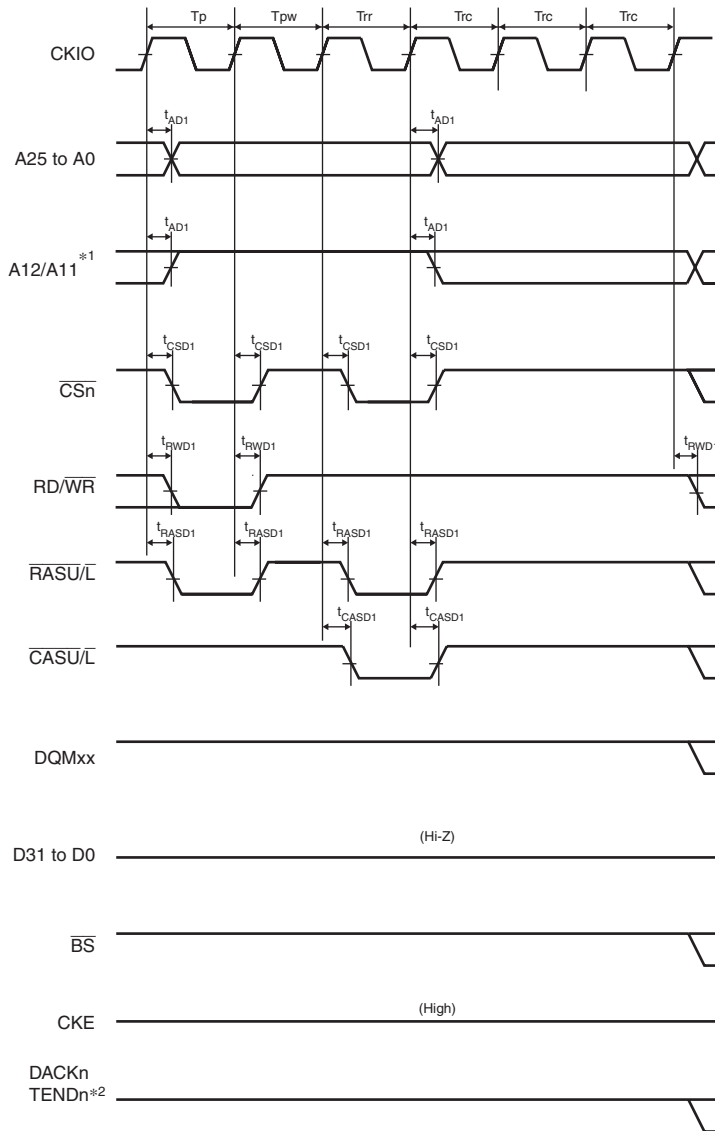 Tp Tpw Trr Trc Trc Trc
CKIO
tAD1 tAD1
A25 to A0
tAD1 tAD1
A12/A11*1
tCSD1 tCSD1 tCSD1 tCSD1
CSn
tRWD1 tRWD1 tRWD1
RD/WR
tRASD1 tRASD1 tRASD1 tRASD1
RASU/L
tCASD1 tCASD1
CASU/L
DQMxx
(Hi-Z)
D31 to D0
BS
(High)
CKE
DACKn
TENDn*2